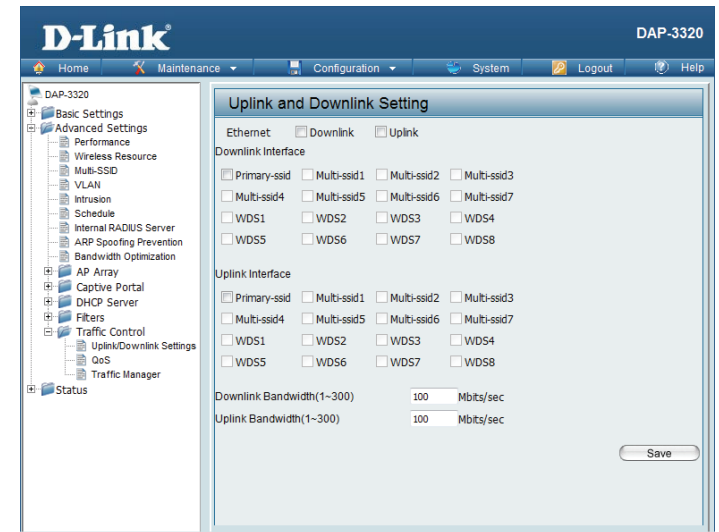 D-Link®
DAP-3320
Home Maintenance Configuration System Logout Help
DAP-3320
Basic Settings
Advanced Settings
Performance
Wireless Resource
Multi-SSID
VLAN
Intrusion
Schedule
Internal RADIUS Server
ARP Spoofing Prevention
Bandwidth Optimization
AP Array
Captive Portal
DHCP Server
Filters
Traffic Control
Uplink/Downlink Settings
QoS
Traffic Manager
Status
Uplink and Downlink Setting
Ethernet Downlink Uplink
Downlink Interface
Primary-ssid Multi-ssid1 Multi-ssid2 Multi-ssid3
Multi-ssid4 Multi-ssid5 Multi-ssid6 Multi-ssid7
WDS1 WDS2 WDS3 WDS4
WDS5 WDS6 WDS7 WDS8
Uplink Interface
Primary-ssid Multi-ssid1 Multi-ssid2 Multi-ssid3
Multi-ssid4 Multi-ssid5 Multi-ssid6 Multi-ssid7
WDS1 WDS2 WDS3 WDS4
WDS5 WDS6 WDS7 WDS8
Downlink Bandwidth(1~300) 100 Mbits/sec
Uplink Bandwidth(1~300) 100 Mbits/sec
Save